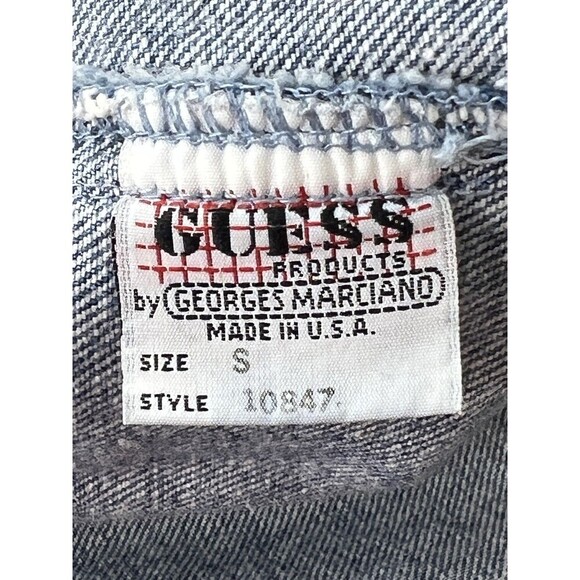 GUESS
PRODUCTS
by GEORGES MARCIANO
MADE IN U.S.A.
SIZE S
STYLE 10847